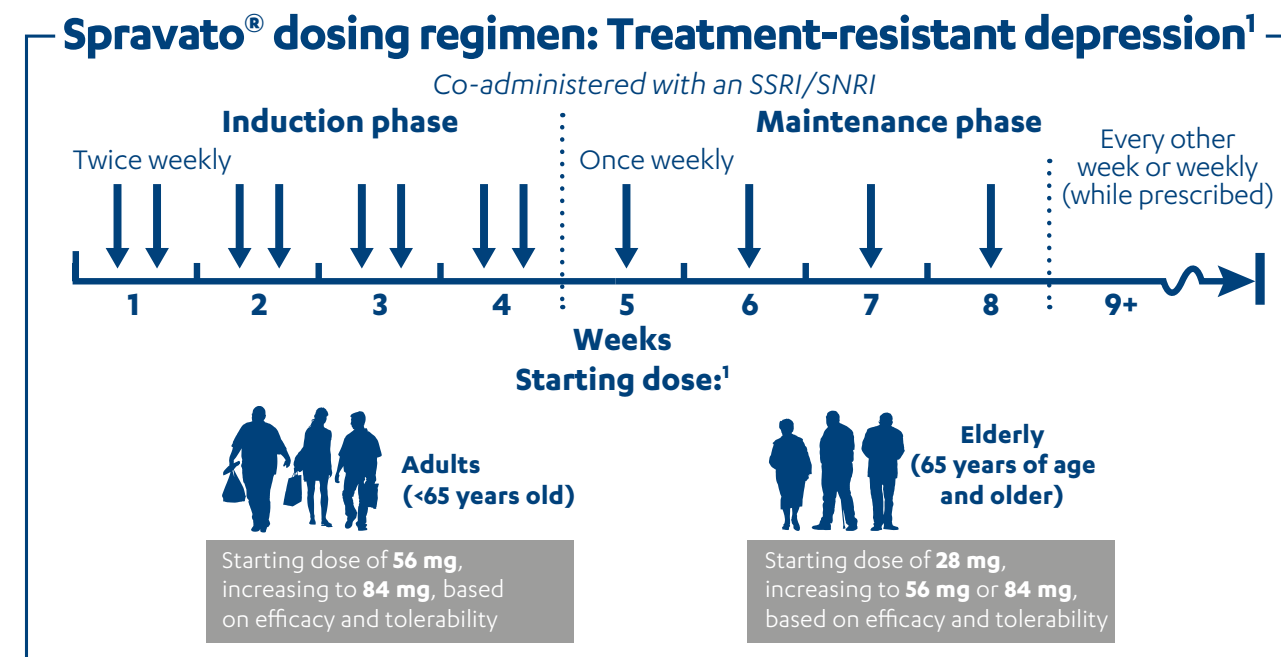 Spravato® dosing regimen: Treatment-resistant depression¹
Co-administered with an SSRI/SNRI
Induction phase
Maintenance phase
Twice weekly
Once weekly
Every other
week or weekly
(while prescribed)
1 2 3 4 5 6 7 8 9+
Weeks
Starting dose:¹
Adults
(<65 years old)
Starting dose of 56 mg,
increasing to 84 mg, based
on efficacy and tolerability
Elderly
(65 years of age
and older)
Starting dose of 28 mg,
increasing to 56 mg or 84 mg,
based on efficacy and tolerability